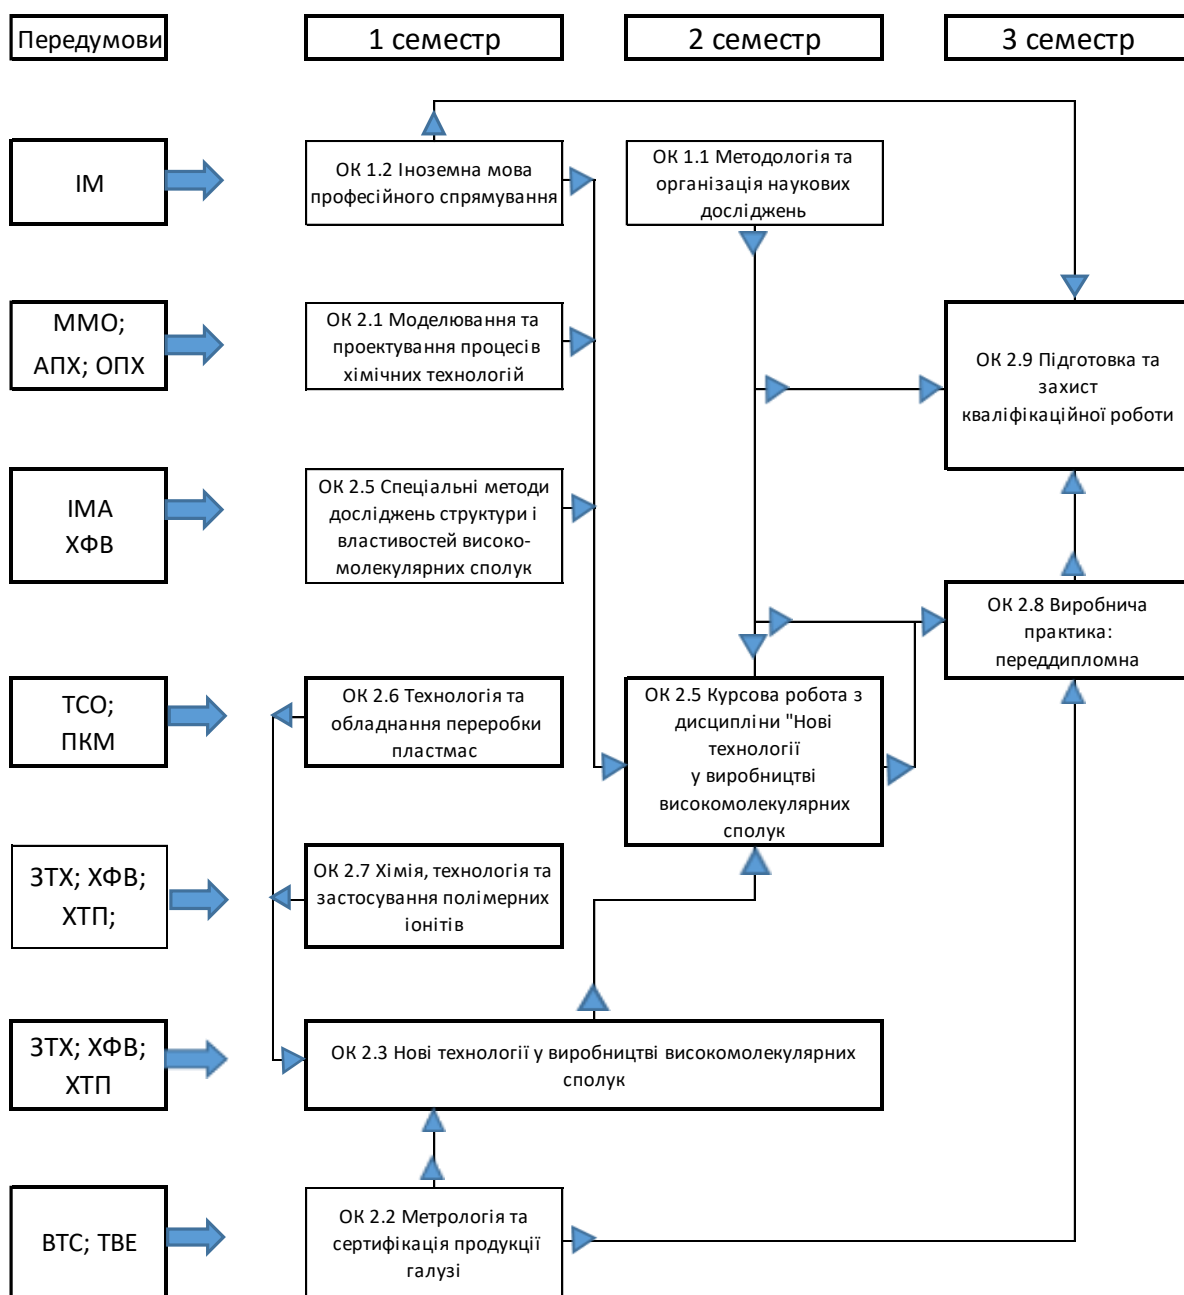 Передумови
1 семестр
2 семестр
3 семестр
ІМ
ОК 1.2 Іноземна мова
професійного спрямування
ОК 1.1 Методологія та
організація наукових
досліджень
ММО;
АПХ; ОПХ
ОК 2.1 Моделювання та
проектування процесів
хімічних технологій
ОК 2.9 Підготовка та
захист
кваліфікаційної роботи
ІМА
ХФВ
ОК 2.5 Спеціальні методи
досліджень структури і
властивостей високо-
молекулярних сполук
ОК 2.8 Виробнича
практика:
переддипломна
ТСО;
ПКМ
ОК 2.6 Технологія та
обладнання переробки
пластмас
ОК 2.5 Курсова робота з
дисципліни "Нові
технології
у виробництві
високомолекулярних
сполук
ЗТХ; ХФВ;
ХТП;
ОК 2.7 Хімія, технологія та
застосування полімерних
іонітів
ЗТХ; ХФВ;
ХТП
ОК 2.3 Нові технології у виробництві високомолекулярних
сполук
ВТС; ТВЕ
ОК 2.2 Метрологія та
сертифікація продукції
галузі